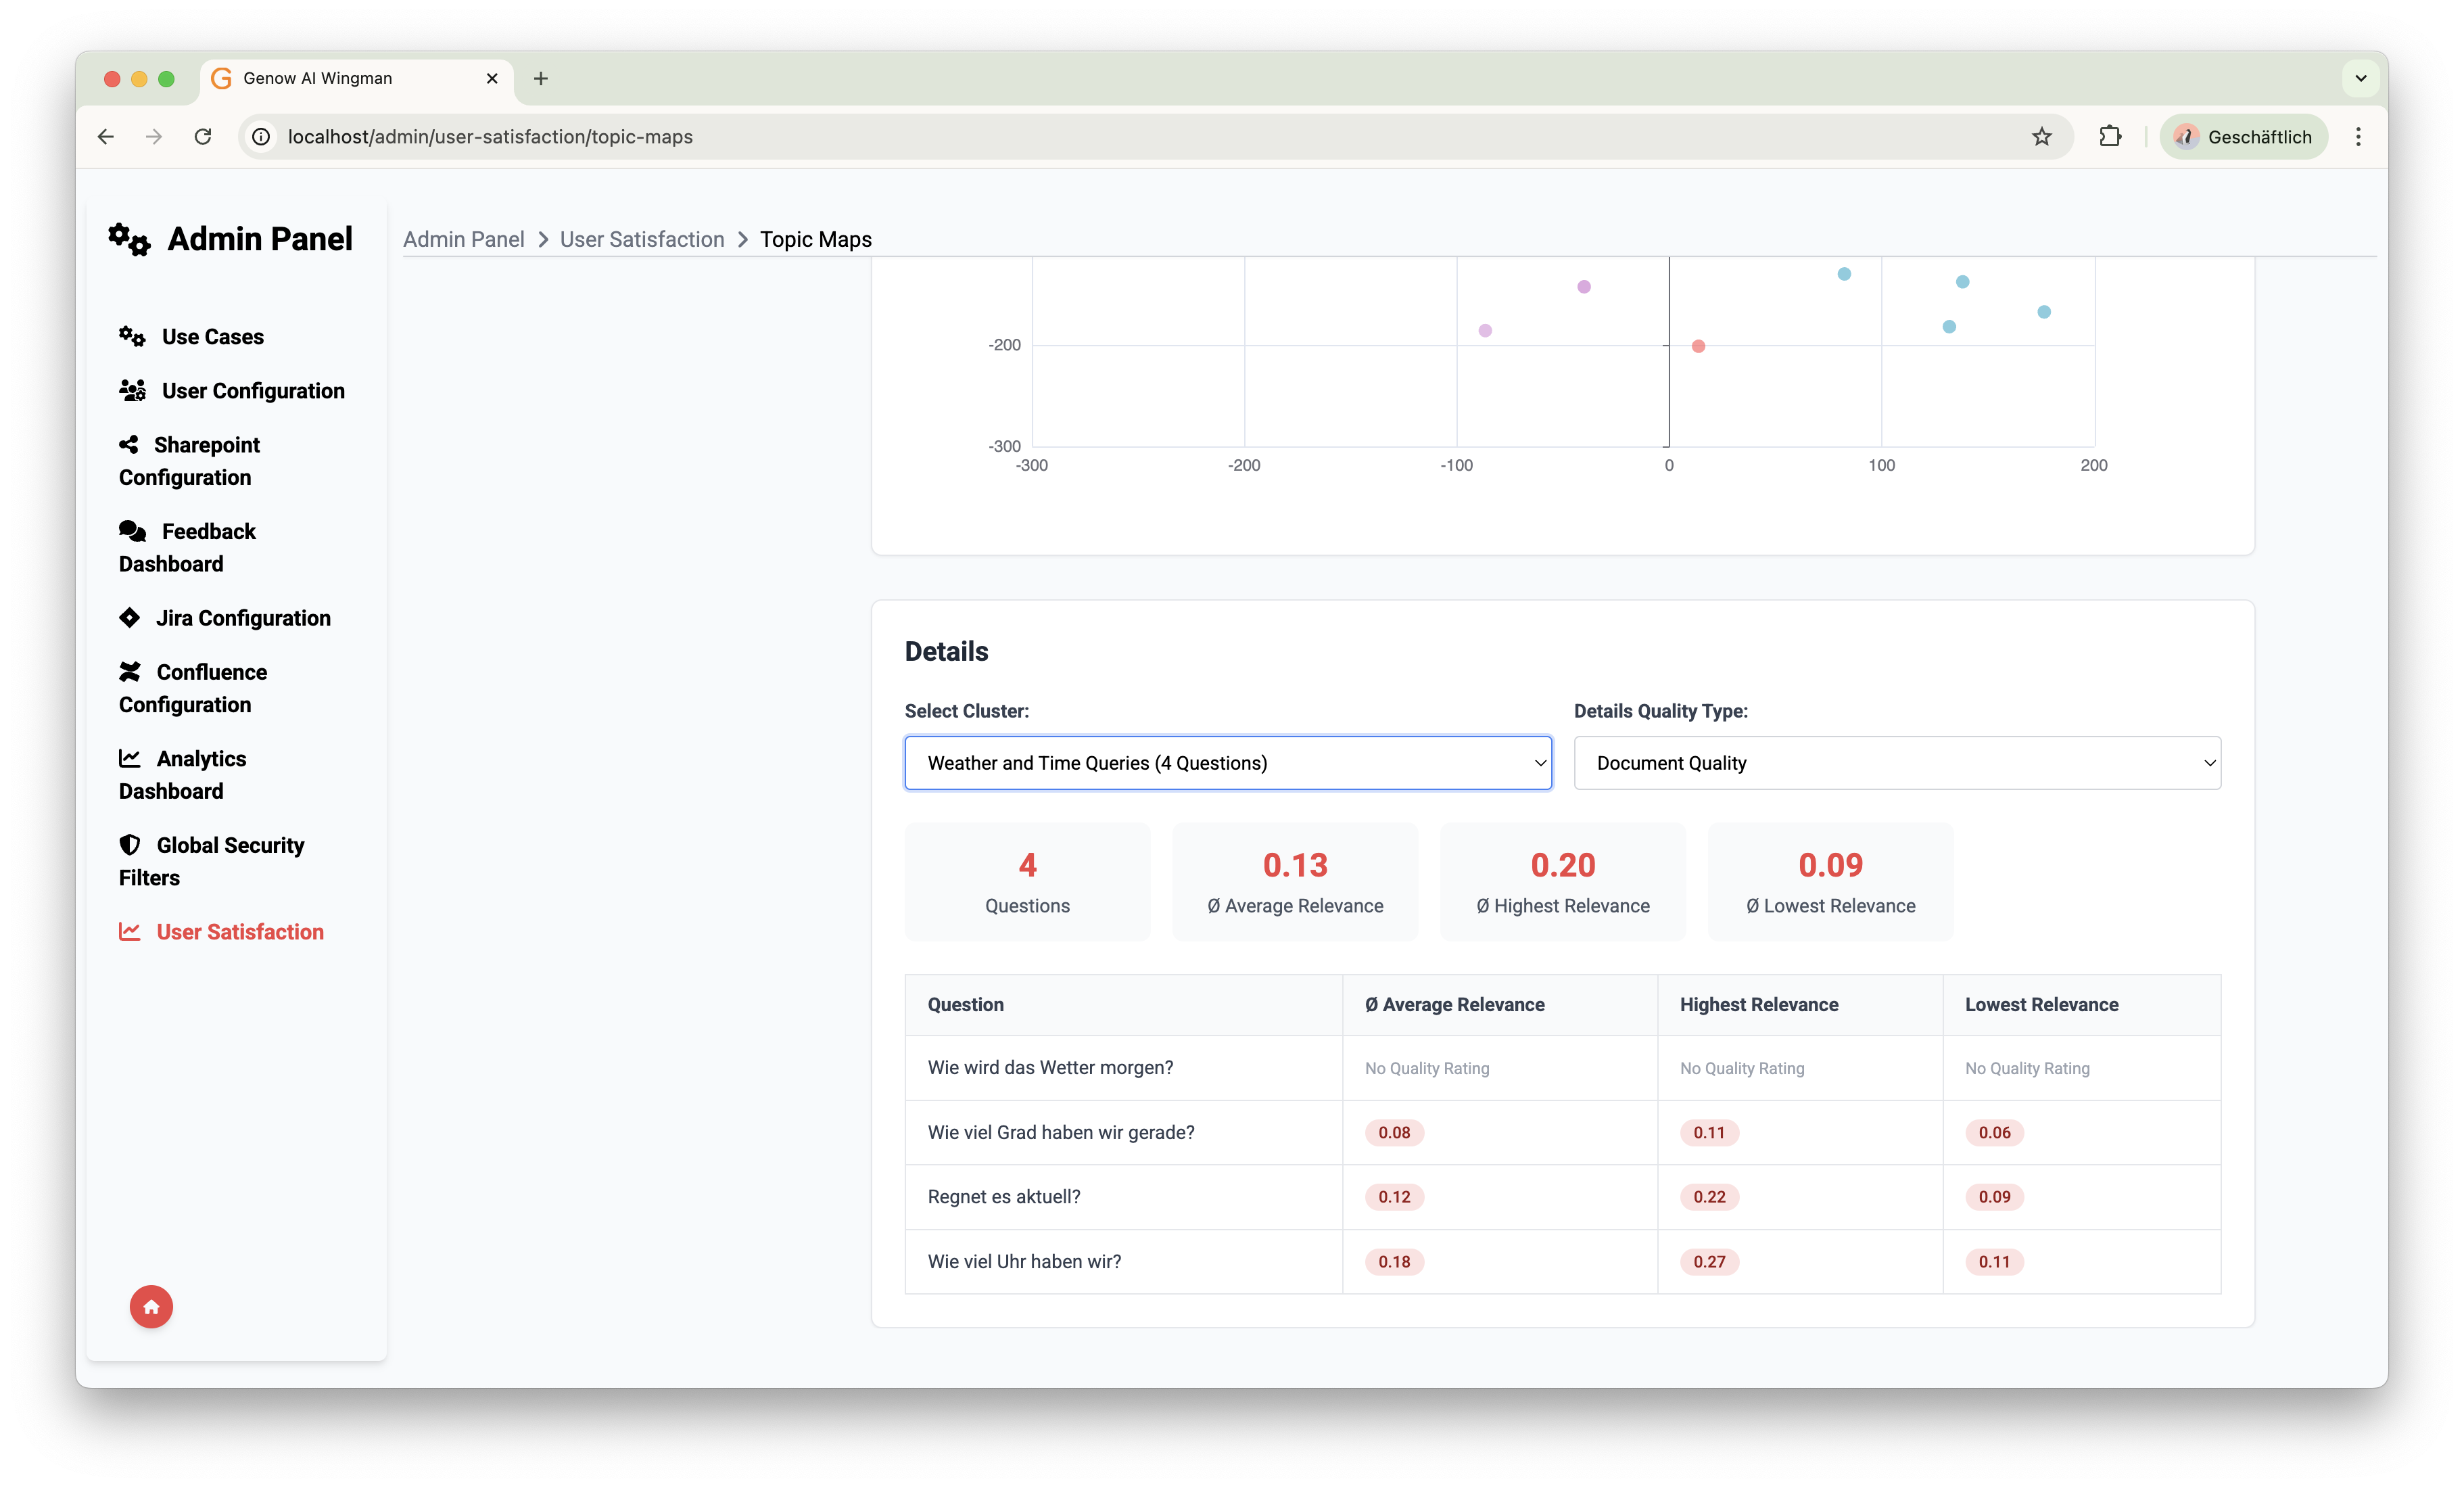 Genow AI Wingman
localhost/admin/user-satisfaction/topic-maps
Geschäftlich
Admin Panel
Admin Panel > User Satisfaction > Topic Maps
Use Cases
User Configuration
Sharepoint
Configuration
Feedback
Dashboard
Jira Configuration
Confluence
Configuration
Analytics
Dashboard
Global Security
Filters
User Satisfaction
-200
-300
-300 -200 -100 0 100 200
Details
Select Cluster: Details Quality Type:
Weather and Time Queries (4 Questions) Document Quality
4 0.13 0.20 0.09
Questions Ø Average Relevance Ø Highest Relevance Ø Lowest Relevance
Question Ø Average Relevance Highest Relevance Lowest Relevance
Wie wird das Wetter morgen? No Quality Rating No Quality Rating No Quality Rating
Wie viel Grad haben wir gerade? 0.08 0.11 0.06
Regnet es aktuell? 0.12 0.22 0.09
Wie viel Uhr haben wir? 0.18 0.27 0.11